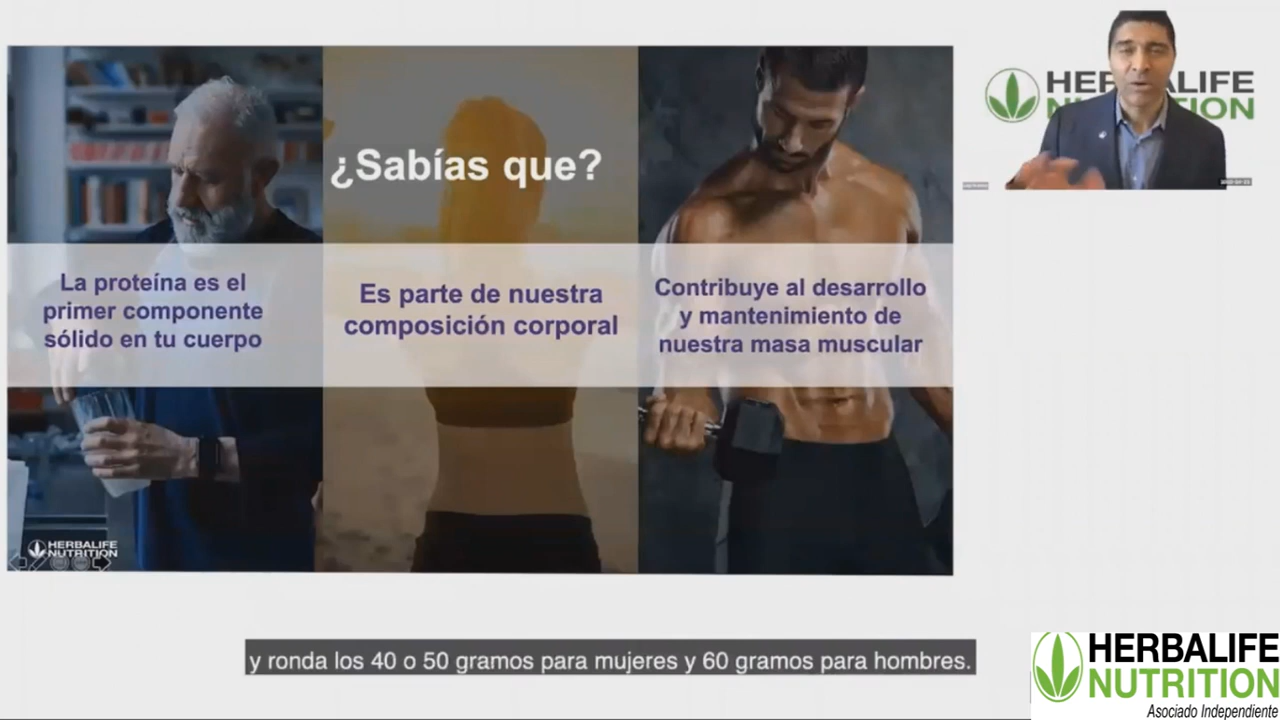 ¿Sabías que?
La proteína es el
primer componente
sólido en tu cuerpo
Es parte de nuestra
composición corporal
Contribuye al desarrollo
y mantenimiento de
nuestra masa muscular
HERBALIFE
NUTRITION
y ronda los 40 o 50 gramos para mujeres y 60 gramos para hombres.
HERBALIFE
NUTRITION
Asociado Independiente